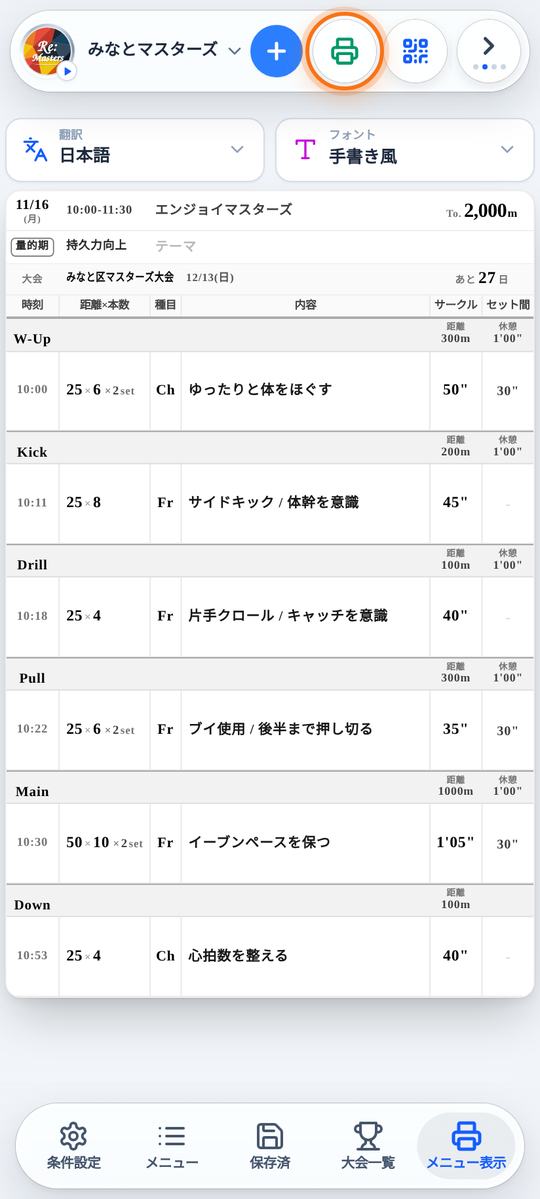 Re:
Masters
みなとマスターズ
翻訳
日本語
フォント
手書き風
11/16
(月)
10:00-11:30 エンジョイマスターズ To. 2,000m
量的期 持久力向上 テーマ
大会 みなと区マスターズ大会 12/13(日) あと 27 日
時刻 距離×本数 種目 内容 サークル セット間
W-Up 距離 300m 休憩 1'00"
10:00 25×6 ×2set Ch ゆったりと体をほぐす 50" 30"
Kick 距離 200m 休憩 1'00"
10:11 25×8 Fr サイドキック / 体幹を意識 45" -
Drill 距離 100m 休憩 1'00"
10:18 25×4 Fr 片手クロール / キャッチを意識 40" -
Pull 距離 300m 休憩 1'00"
10:22 25×6 ×2set Fr ブイ使用 / 後半まで押し切る 35" 30"
Main 距離 1000m 休憩 1'00"
10:30 50×10 ×2set Fr イーブンペースを保つ 1'05" 30"
Down 距離 100m
10:53 25×4 Ch 心拍数を整える 40" -
条件設定 メニュー 保存済 大会一覧 メニュー表示